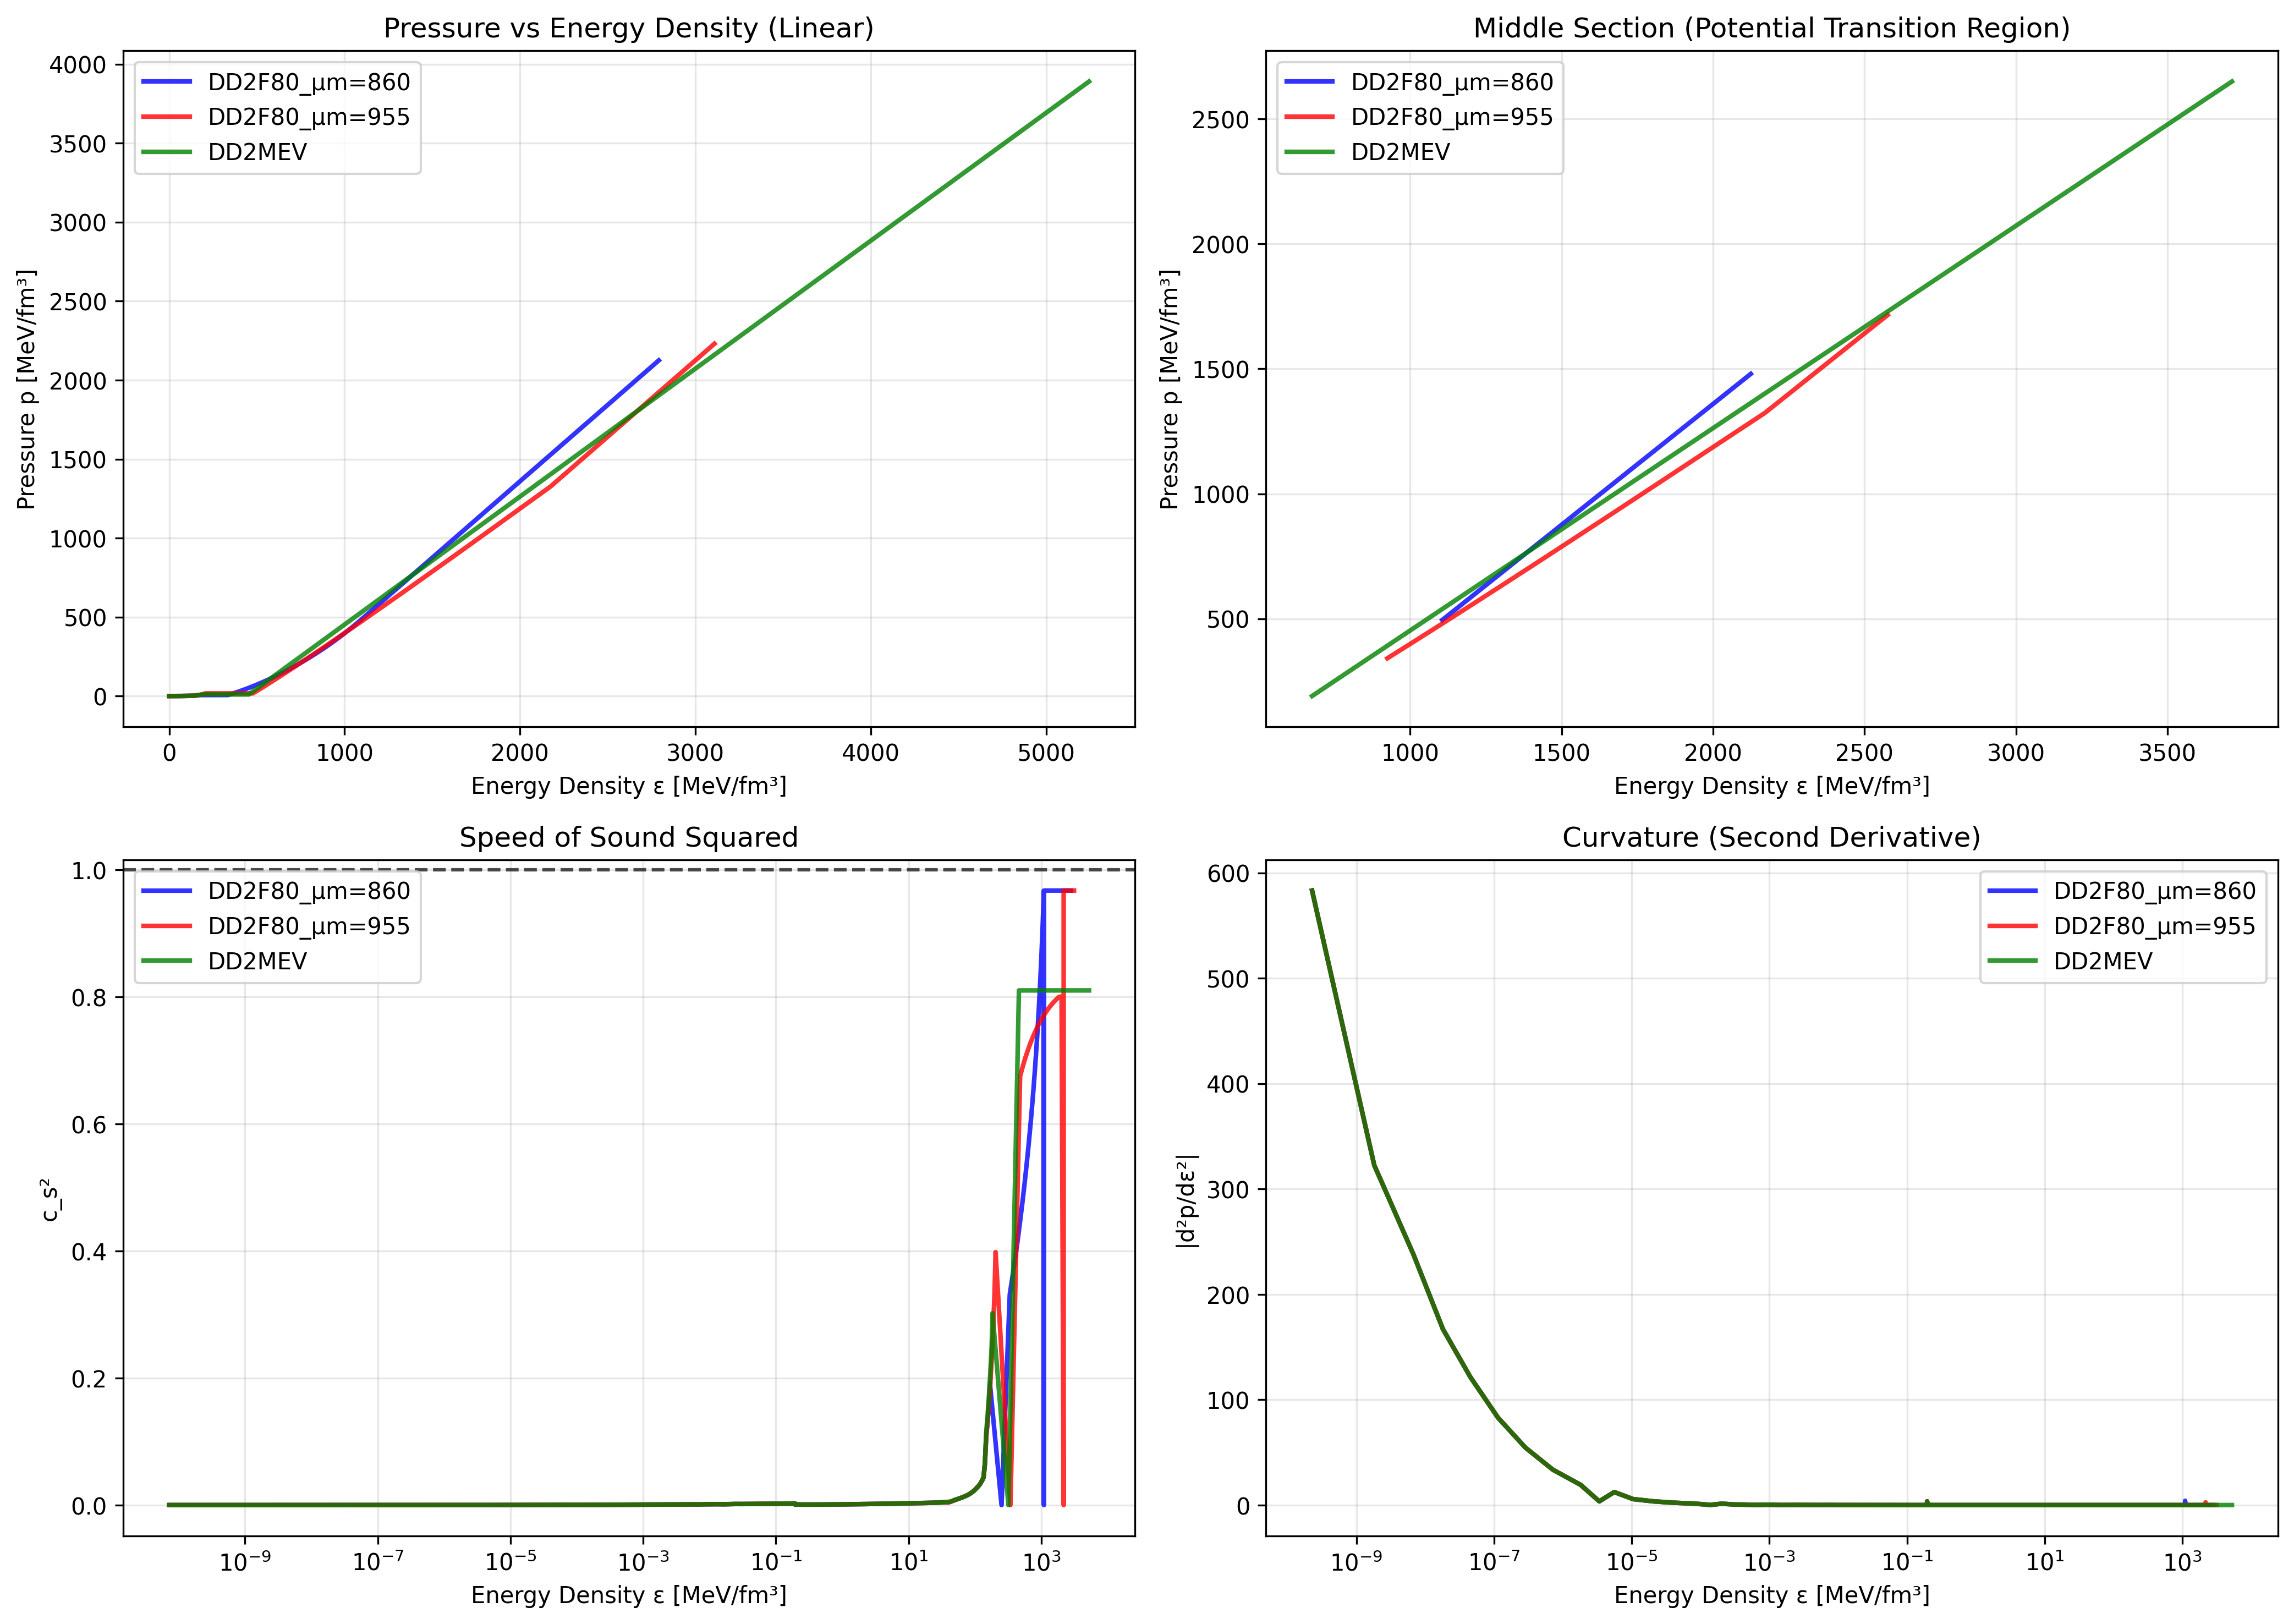 Pressure vs Energy Density (Linear)
DD2F80_μm=860
DD2F80_μm=955
DD2MEV
4000
3500
3000
2500
2000
1500
1000
500
0
Pressure p [MeV/fm³]
0 1000 2000 3000 4000 5000
Energy Density ε [MeV/fm³]
Middle Section (Potential Transition Region)
DD2F80_μm=860
DD2F80_μm=955
DD2MEV
2500
2000
1500
1000
500
Pressure p [MeV/fm³]
1000 1500 2000 2500 3000 3500
Energy Density ε [MeV/fm³]
Speed of Sound Squared
DD2F80_μm=860
DD2F80_μm=955
DD2MEV
1.0
0.8
0.6
0.4
0.2
0.0
c_s²
10⁻⁹ 10⁻⁷ 10⁻⁵ 10⁻³ 10⁻¹ 10¹ 10³
Energy Density ε [MeV/fm³]
Curvature (Second Derivative)
DD2F80_μm=860
DD2F80_μm=955
DD2MEV
600
500
400
300
200
100
0
|d²p/dε²|
10⁻⁹ 10⁻⁷ 10⁻⁵ 10⁻³ 10⁻¹ 10¹ 10³
Energy Density ε [MeV/fm³]